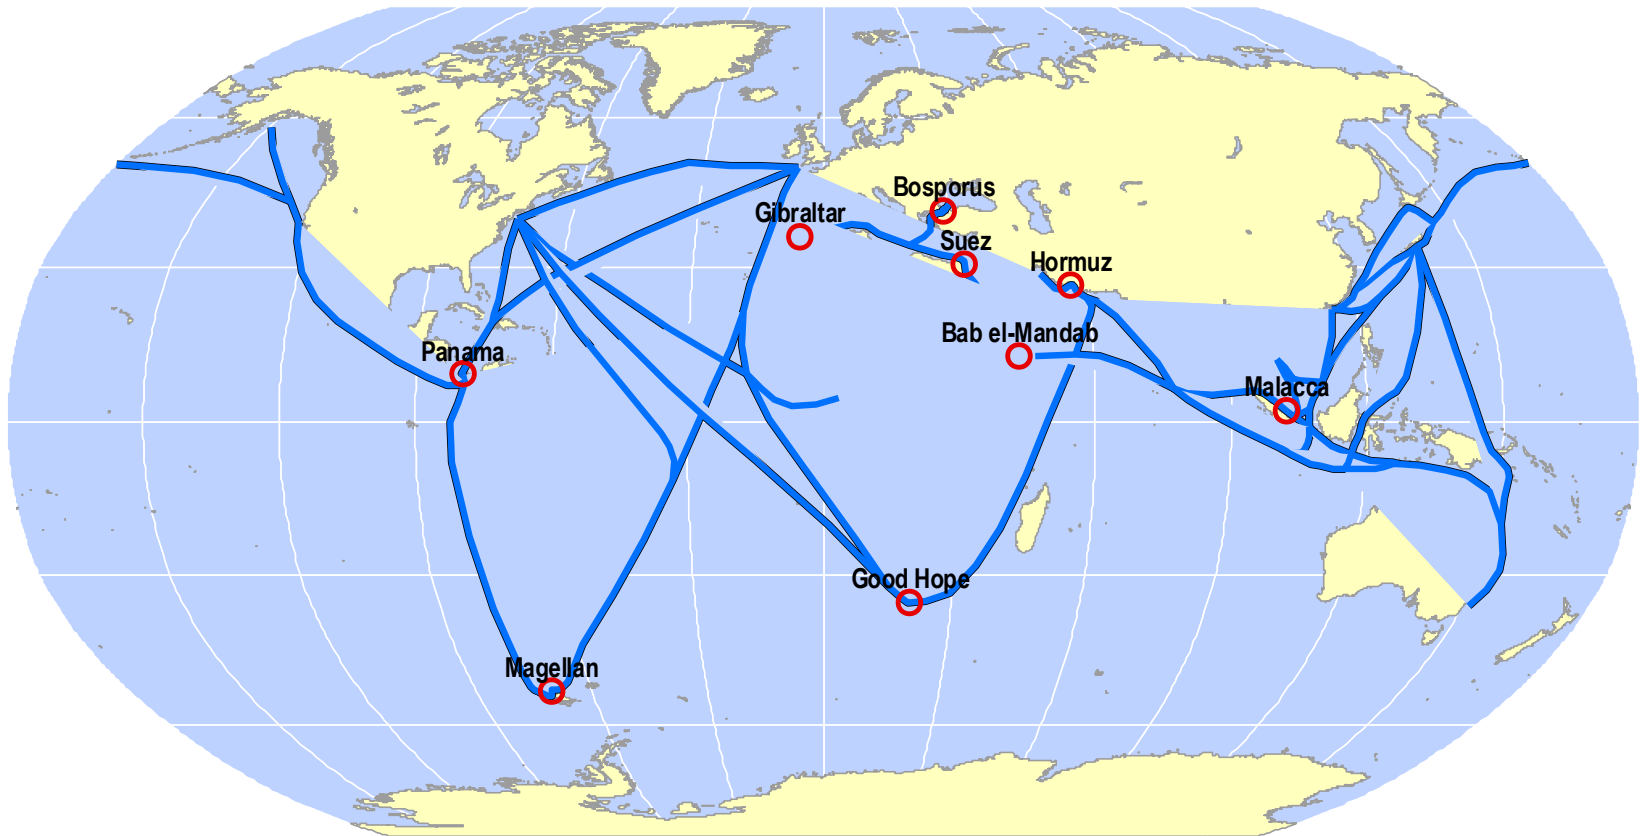 Bosporus
Gibraltar
Suez
Hormuz
Bab el-Mandab
Panama
Malacca
Good Hope
Magellan